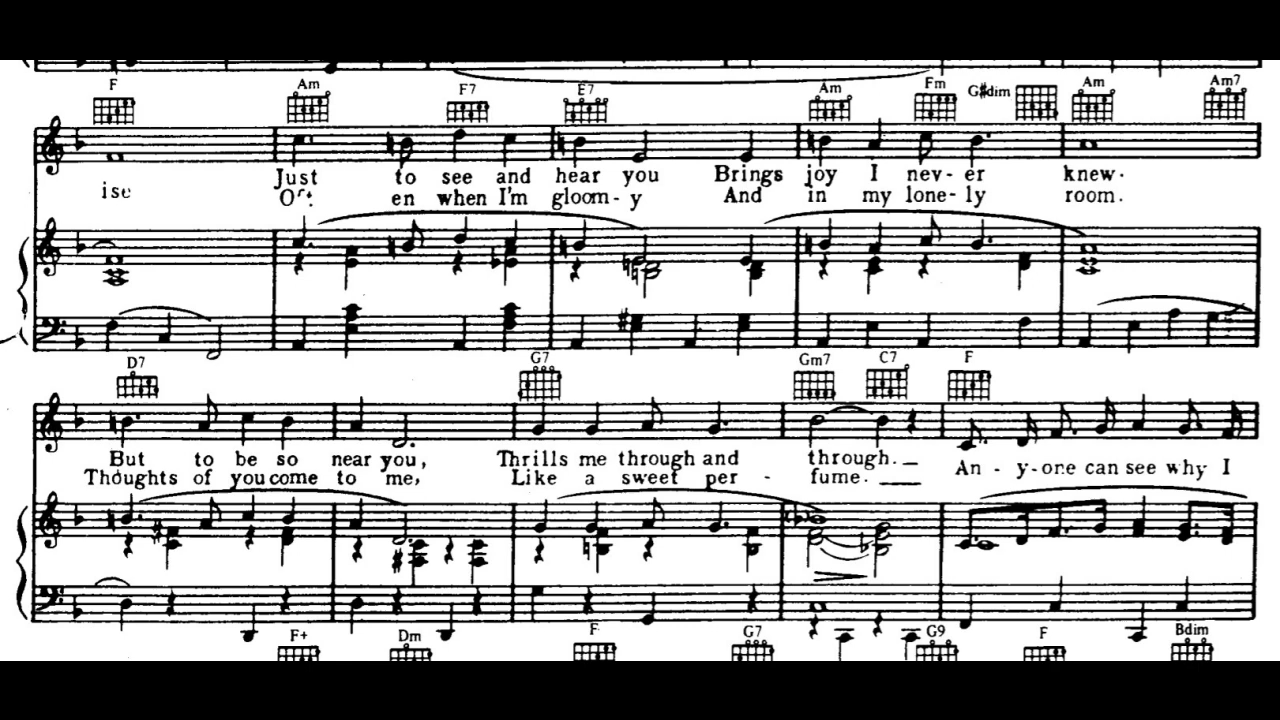 F Am F7 E7 Am Fm G#dim Am Am7
Just to see and hear you Brings joy I nev-er knew.
ise Often when I'm gloom-y And in my lone-ly room.
D7 G7 Gm7 C7 F
But to be so near you, Thrills me through and through.
An-y-one can see why I
Thoughts of you come to me, Like a sweet per-fume.
F+ Dm F G7 G9 F Bdim